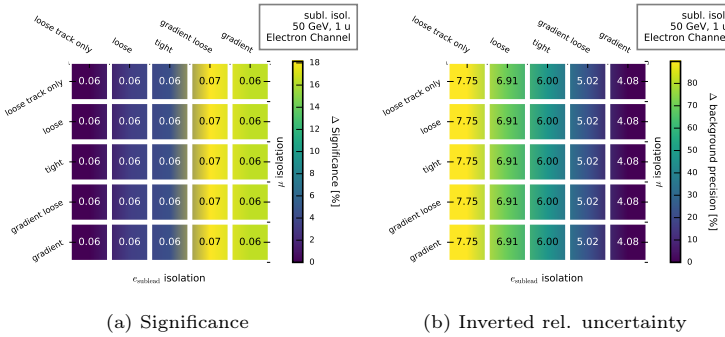 subl. isol.
50 GeV, 1 u
Electron Channel
loose track only
loose
tight
gradient loose
gradient
loose track only
0.06 0.06 0.06 0.07 0.06
loose
0.06 0.06 0.06 0.07 0.06
tight
0.06 0.06 0.06 0.07 0.06
gradient loose
0.06 0.06 0.06 0.07 0.06
gradient
0.06 0.06 0.06 0.07 0.06
μ isolation
18
16
14
12
10
8
6
4
2
0
Δ Significance [%]
e_sublead isolation
(a) Significance
subl. isol.
50 GeV, 1 u
Electron Channel
loose track only
loose
tight
gradient loose
gradient
loose track only
7.75 6.91 6.00 5.02 4.08
loose
7.75 6.91 6.00 5.02 4.08
tight
7.75 6.91 6.00 5.02 4.08
gradient loose
7.75 6.91 6.00 5.02 4.08
gradient
7.75 6.91 6.00 5.02 4.08
μ isolation
80
70
60
50
40
30
20
10
0
Δ background precision [%]
e_sublead isolation
(b) Inverted rel. uncertainty